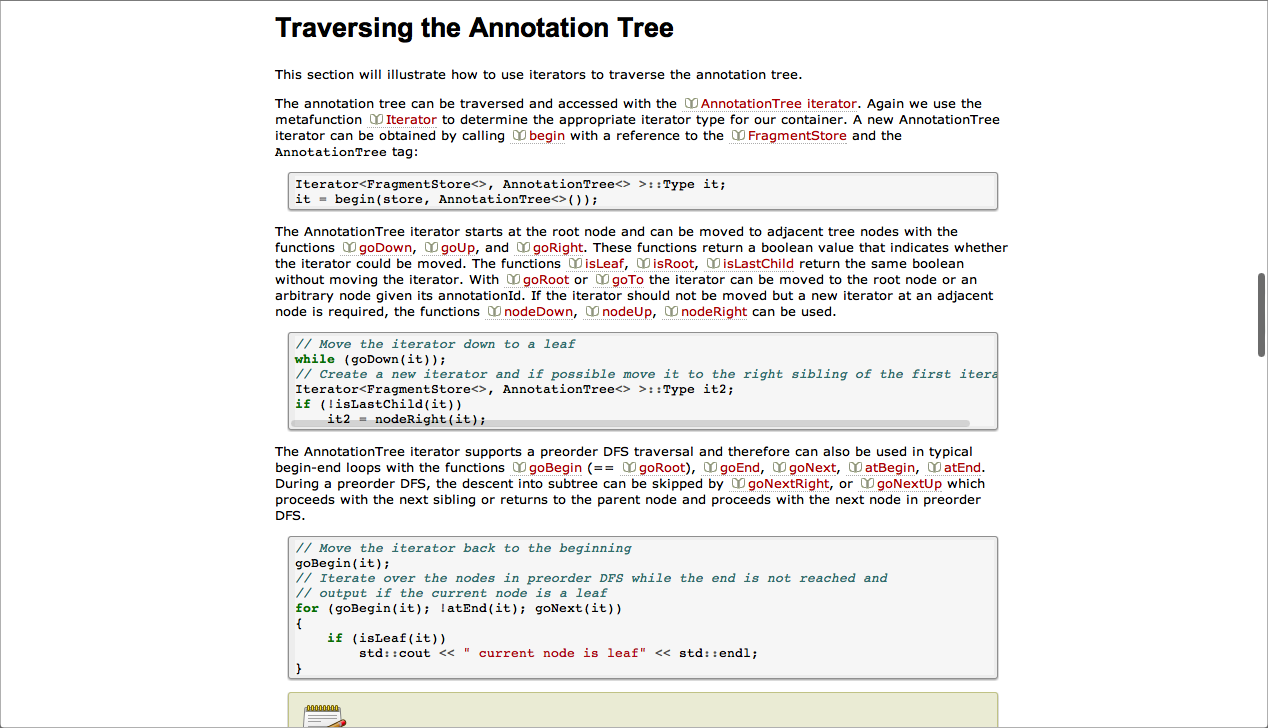 Traversing the Annotation Tree
This section will illustrate how to use iterators to traverse the annotation tree.
The annotation tree can be traversed and accessed with the AnnotationTree iterator. Again we use the
metafunction Iterator to determine the appropriate iterator type for our container. A new AnnotationTree
iterator can be obtained by calling begin with a reference to the FragmentStore and the
AnnotationTree tag:
Iterator<FragmentStore<>, AnnotationTree<> >::Type it;
it = begin(store, AnnotationTree<>());
The AnnotationTree iterator starts at the root node and can be moved to adjacent tree nodes with the
functions goDown, goUp, and goRight. These functions return a boolean value that indicates whether
the iterator could be moved. The functions isLeaf, isRoot, isLastChild return the same boolean
without moving the iterator. With goRoot or goTo the iterator can be moved to the root node or an
arbitrary node given its annotationId. If the iterator should not be moved but a new iterator at an adjacent
node is required, the functions nodeDown, nodeUp, nodeRight can be used.
// Move the iterator down to a leaf
while (goDown(it));
// Create a new iterator and if possible move it to the right sibling of the first itera
Iterator<FragmentStore<>, AnnotationTree<> >::Type it2;
if (!isLastChild(it))
    it2 = nodeRight(it);
The AnnotationTree iterator supports a preorder DFS traversal and therefore can also be used in typical
begin-end loops with the functions goBegin (== goRoot), goEnd, goNext, atBegin, atEnd.
During a preorder DFS, the descent into subtree can be skipped by goNextRight, or goNextUp which
proceeds with the next sibling or returns to the parent node and proceeds with the next node in preorder
DFS.
// Move the iterator back to the beginning
goBegin(it);
// Iterate over the nodes in preorder DFS while the end is not reached and
// output if the current node is a leaf
for (goBegin(it); !atEnd(it); goNext(it))
{
    if (isLeaf(it))
        std::cout << " current node is leaf" << std::endl;
}